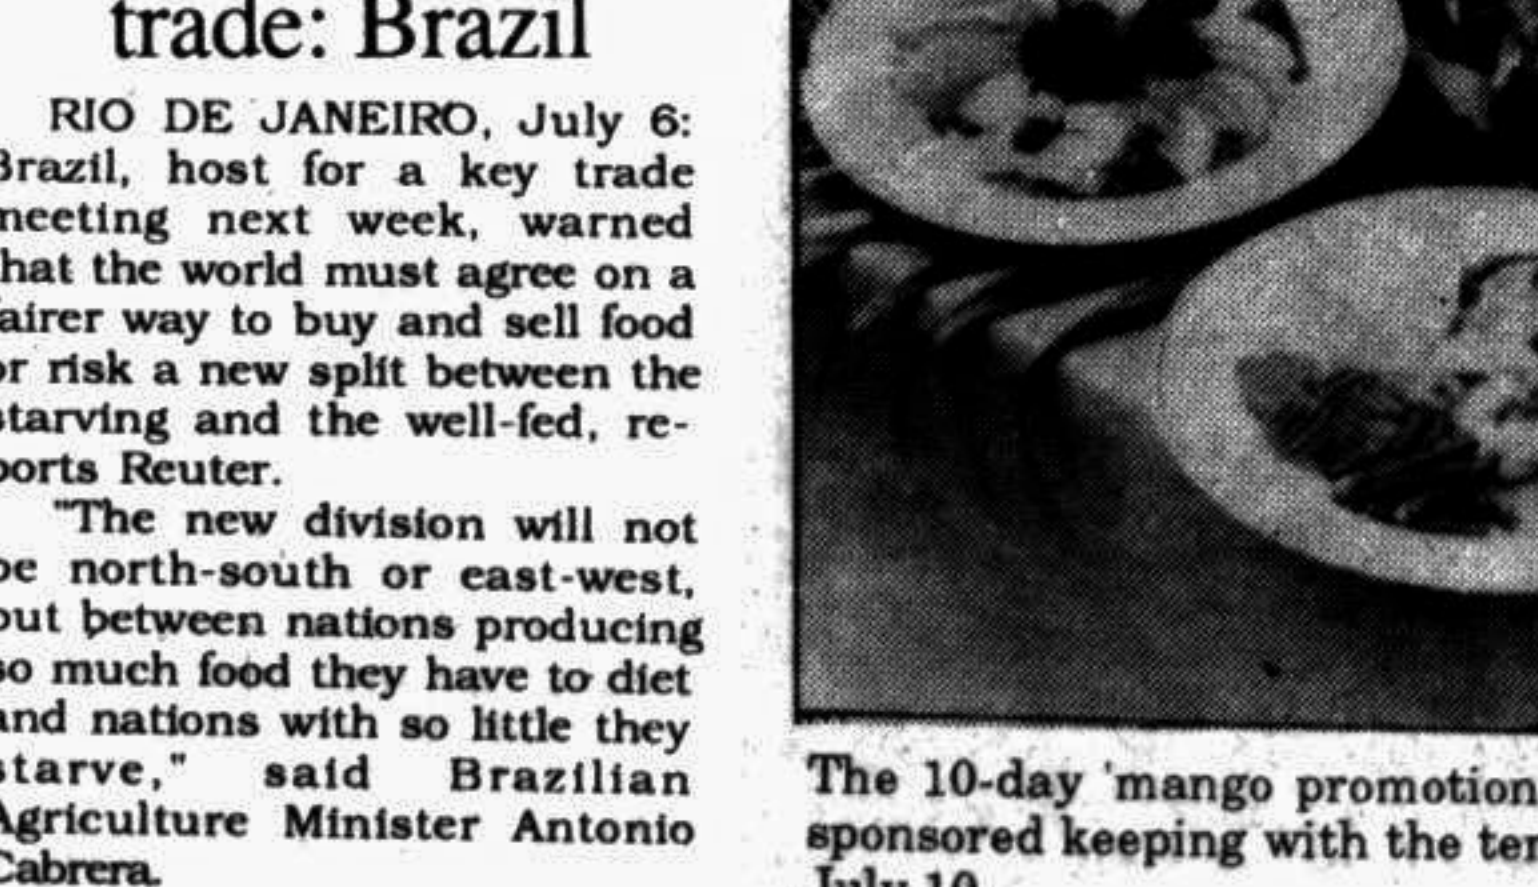 trade: Brazil
RIO DE JANEIRO, July 6:
Brazil, host for a key trade
meeting next week, warned
that the world must agree on a
fairer way to buy and sell food
or risk a new split between the
starving and the well-fed, re-
ports Reuter.
"The new division will not
be north-south or east-west,
but between nations producing
so much food they have to diet
and nations with so little they
starve," said Brazilian
Agriculture Minister Antonio
Cabrera.
The 10-day 'mango promotion
sponsored keeping with the
July 10